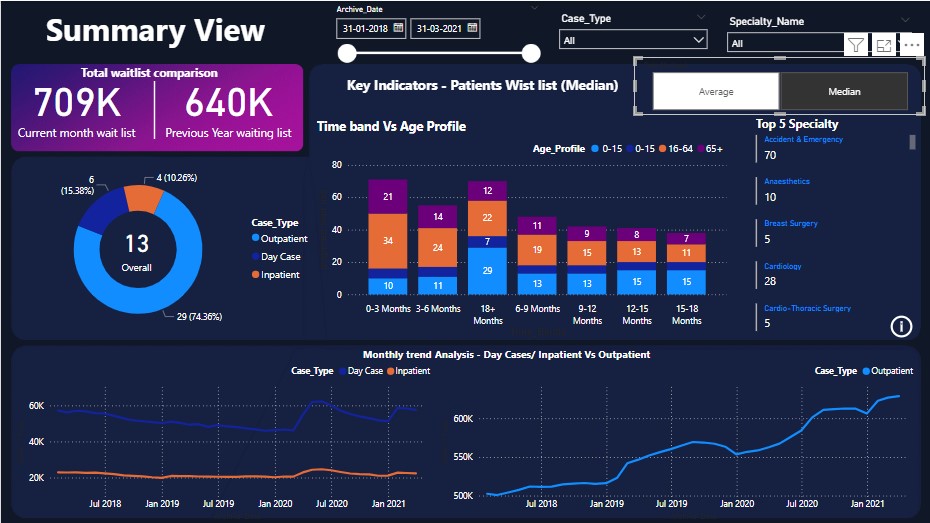 Summary View
Archive_Date
31-01-2018
31-03-2021
Case_Type
All
Specialty_Name
All
Total waitlist comparison
709K
640K
Current month wait list
Previous Year waiting list
Key Indicators - Patients Wist list (Median)
Average
Median
Time band Vs Age Profile
Age_Profile
0-15
0-15
16-64
65+
80
60
40
20
0
21
34
10
14
24
11
12
22
7
29
11
19
13
9
15
13
8
13
15
7
11
15
0-3 Months
3-6 Months
18+
Months
6-9 Months
9-12
Months
12-15
Months
15-18
Months
Top 5 Specialty
Accident & Emergency
70
Anaesthetics
10
Breast Surgery
5
Cardiology
28
Cardio-Thoracic Surgery
5
6
(15.38%)
4 (10.26%)
13
Overall
29 (74.36%)
Case_Type
Outpatient
Day Case
Inpatient
Monthly trend Analysis - Day Cases/ Inpatient Vs Outpatient
Case_Type
Day Case
Inpatient
60K
40K
20K
Jul 2018
Jan 2019
Jul 2019
Jan 2020
Jul 2020
Jan 2021
Case_Type
Outpatient
600K
550K
500K
Jul 2018
Jan 2019
Jul 2019
Jan 2020
Jul 2020
Jan 2021